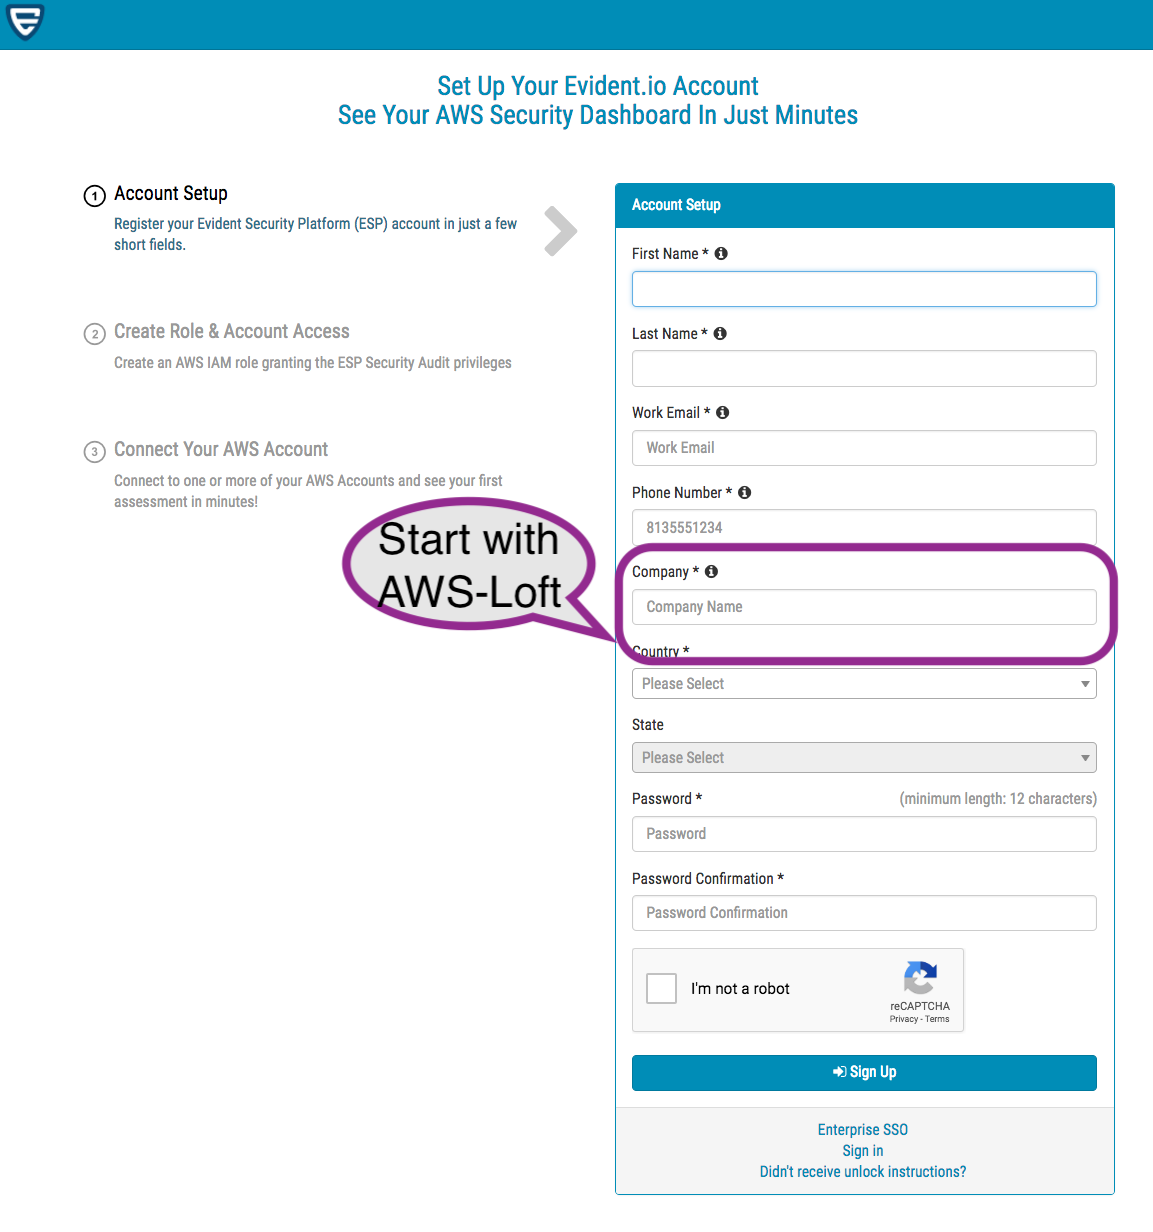 Set Up Your Evident.io Account
See Your AWS Security Dashboard In Just Minutes
1 Account Setup
Register your Evident Security Platform (ESP) account in just a few
short fields.
2 Create Role & Account Access
Create an AWS IAM role granting the ESP Security Audit privileges
3 Connect Your AWS Account
Connect to one or more of your AWS Accounts and see your first
assessment in minutes!
Start with
AWS-Loft
Account Setup
First Name *
Last Name *
Work Email *
Work Email
Phone Number *
8135551234
Company *
Company Name
Country *
Please Select
State
Please Select
Password * (minimum length: 12 characters)
Password
Password Confirmation *
Password Confirmation
I'm not a robot
reCAPTCHA
Privacy - Terms
Sign Up
Enterprise SSO
Sign in
Didn't receive unlock instructions?